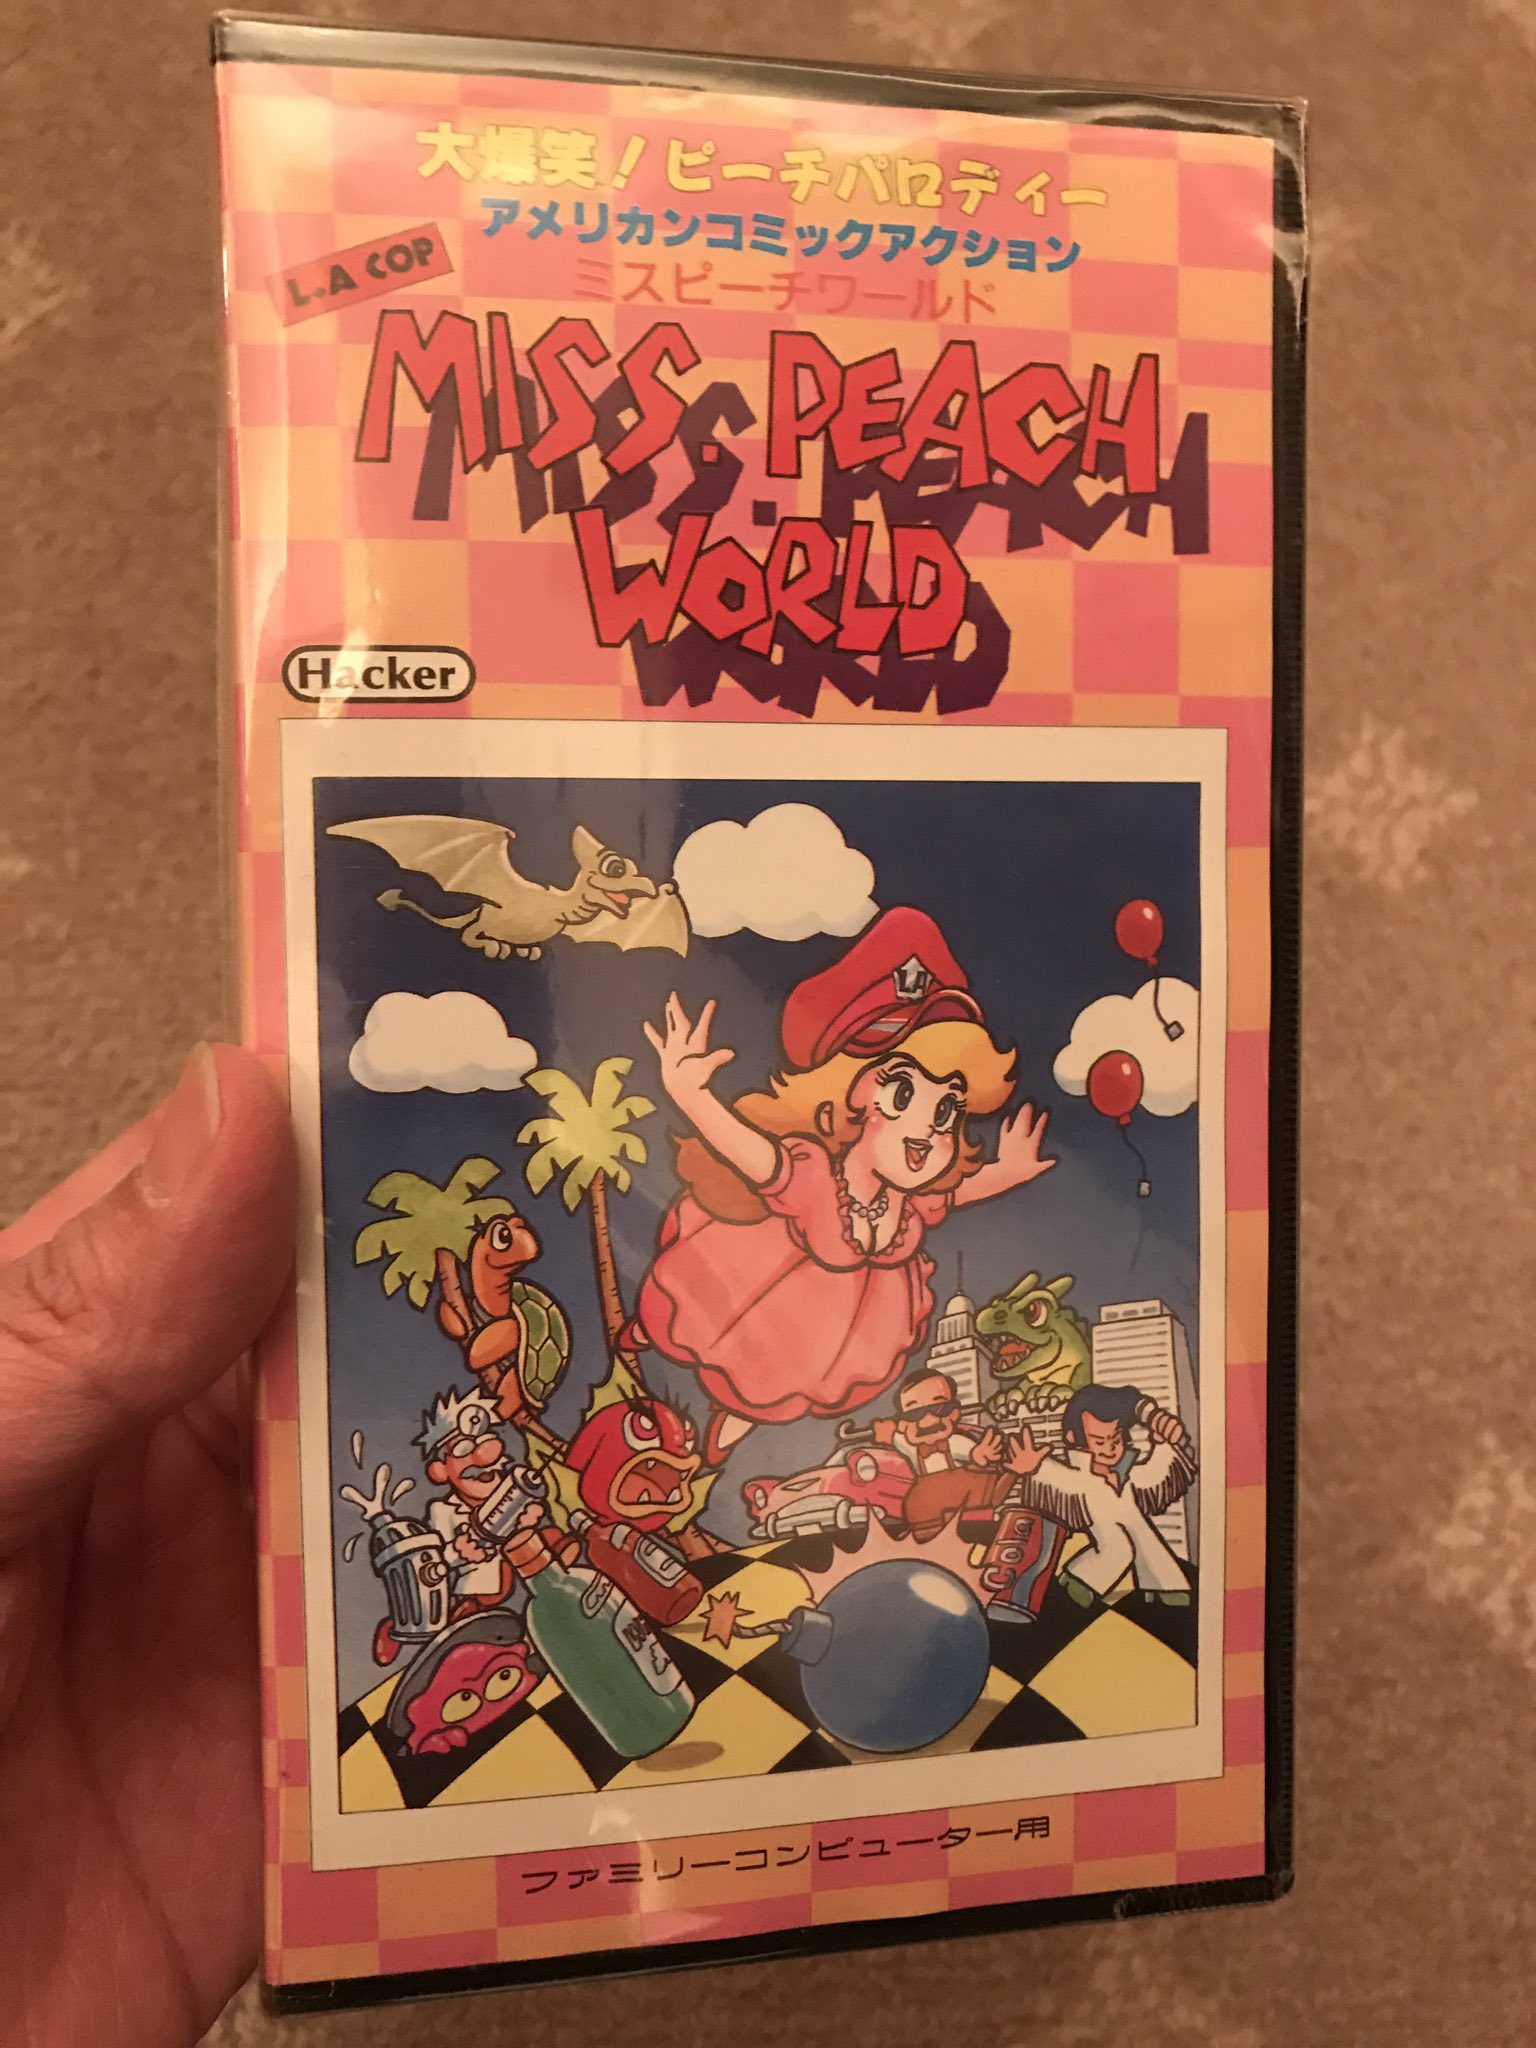 大爆笑!ピーチパロディー
アメリカンコミックアクション
ミスピーチワールド
L.A COP
MISS. PEACH
WORLD
Hacker
LA
Cola
ファミリーコンピューター用